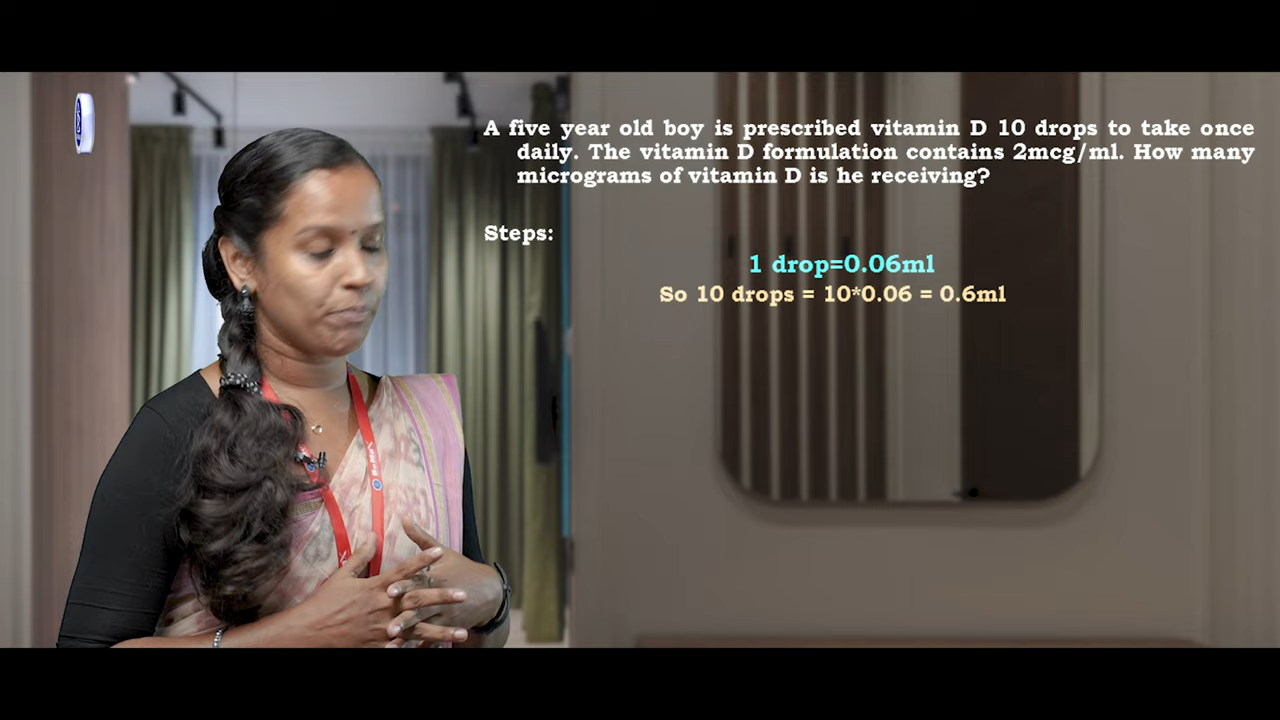 A five year old boy is prescribed vitamin D 10 drops to take once
daily. The vitamin D formulation contains 2mcg/ml. How many
micrograms of vitamin D is he receiving?
Steps:
1 drop=0.06ml
So 10 drops = 10*0.06 = 0.6ml